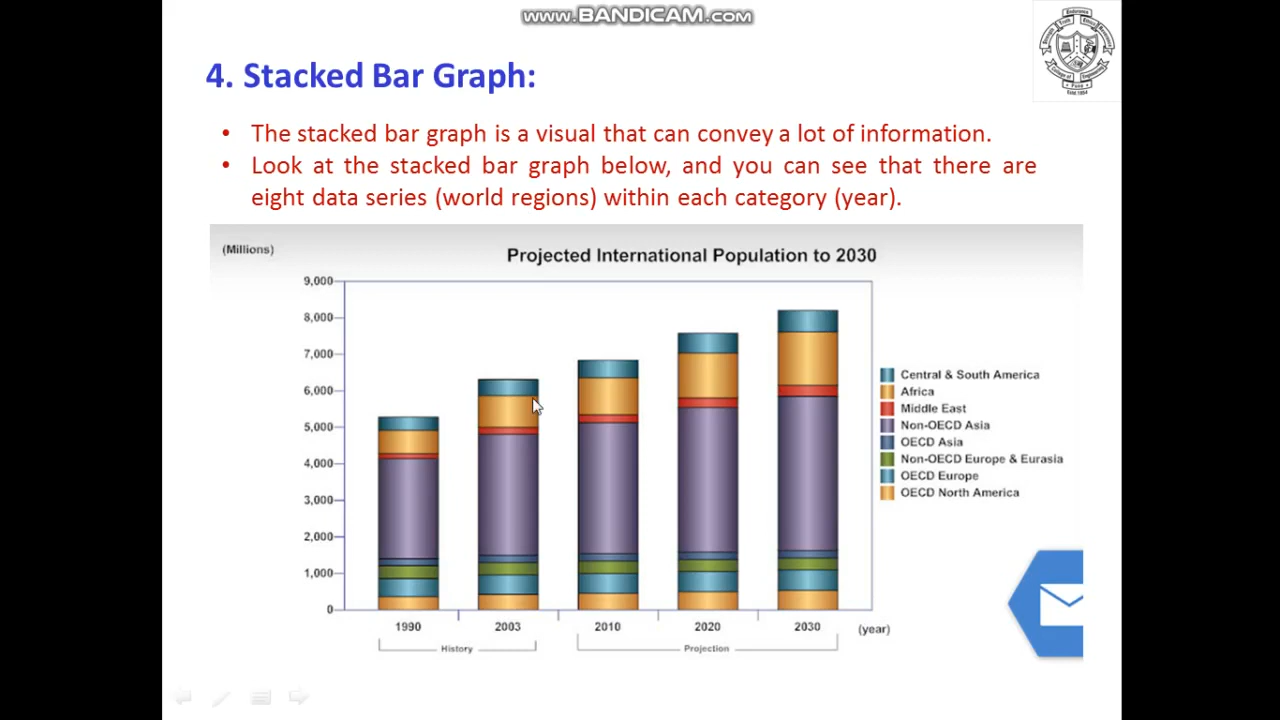 www.BANDICAM.com
4. Stacked Bar Graph:
• The stacked bar graph is a visual that can convey a lot of information.
• Look at the stacked bar graph below, and you can see that there are
eight data series (world regions) within each category (year).
(Millions)
Projected International Population to 2030
9,000
8,000
7,000
6,000
5,000
4,000
3,000
2,000
1,000
0
Central & South America
Africa
Middle East
Non-OECD Asia
OECD Asia
Non-OECD Europe & Eurasia
OECD Europe
OECD North America
1990 2003 2010 2020 2030 (year)
History Projection